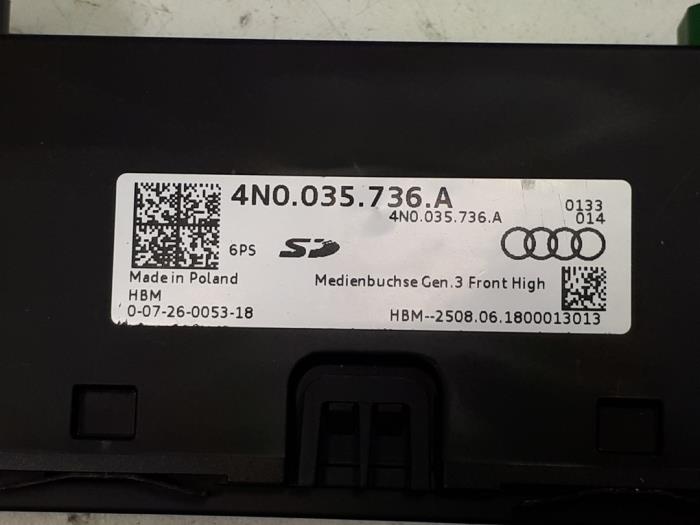 4N0.035.736.A
4N0.035.736.A
0133
014
6PS
SD
Made in Poland
Medienbuchse Gen.3 Front High
HBM
0-07-26-0053-18
HBM--2508.06.1800013013